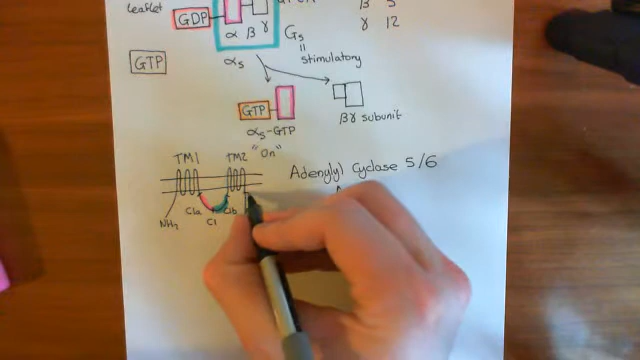 leaflet
GDP
α β γ
Gs
=
stimulatory
β 5
γ 12
GTP
αs
GTP
αs-GTP
"On"
βγ subunit
TM1
TM2
Adenylyl Cyclase 5/6
C1a
C1b
C1
NH2